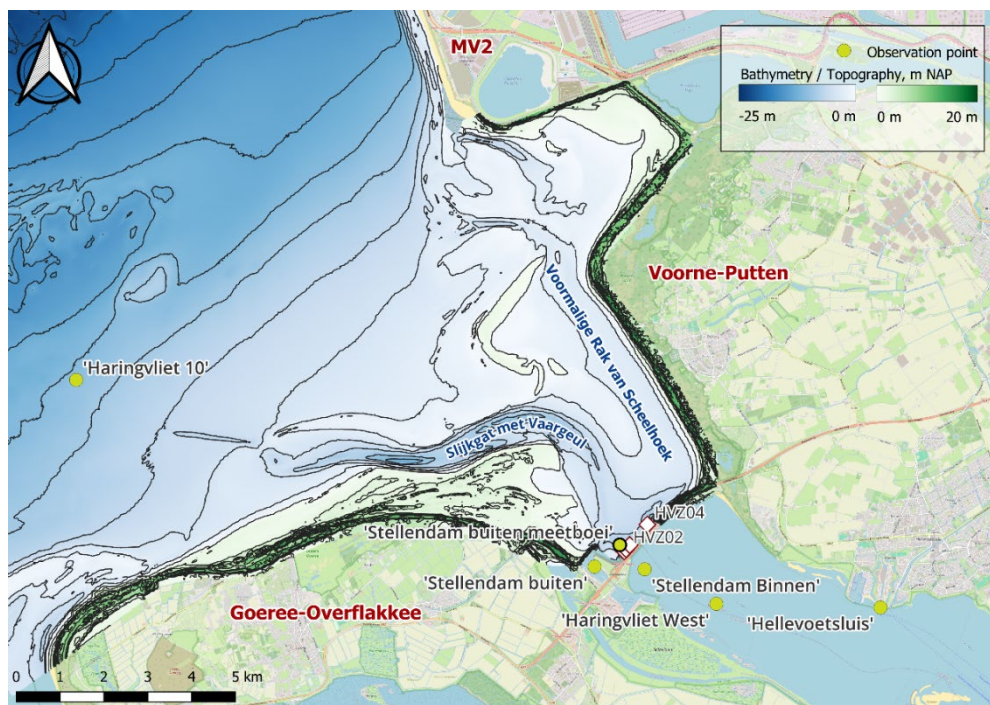 MV2
Observation point
Bathymetry / Topography, m NAP
-25 m
0 m
0 m
20 m
Voorne-Putten
Voormalige Rak van Scheelhoek
'Haringvliet 10'
Slijkgat met Vaargeul
HVZ04
'Stellendam buiten meetboei'
HVZ02
'Stellendam buiten'
'Stellendam Binnen'
Goeree-Overflakkee
'Haringvliet West'
'Hellevoetsluis'
0 1 2 3 4 5 km